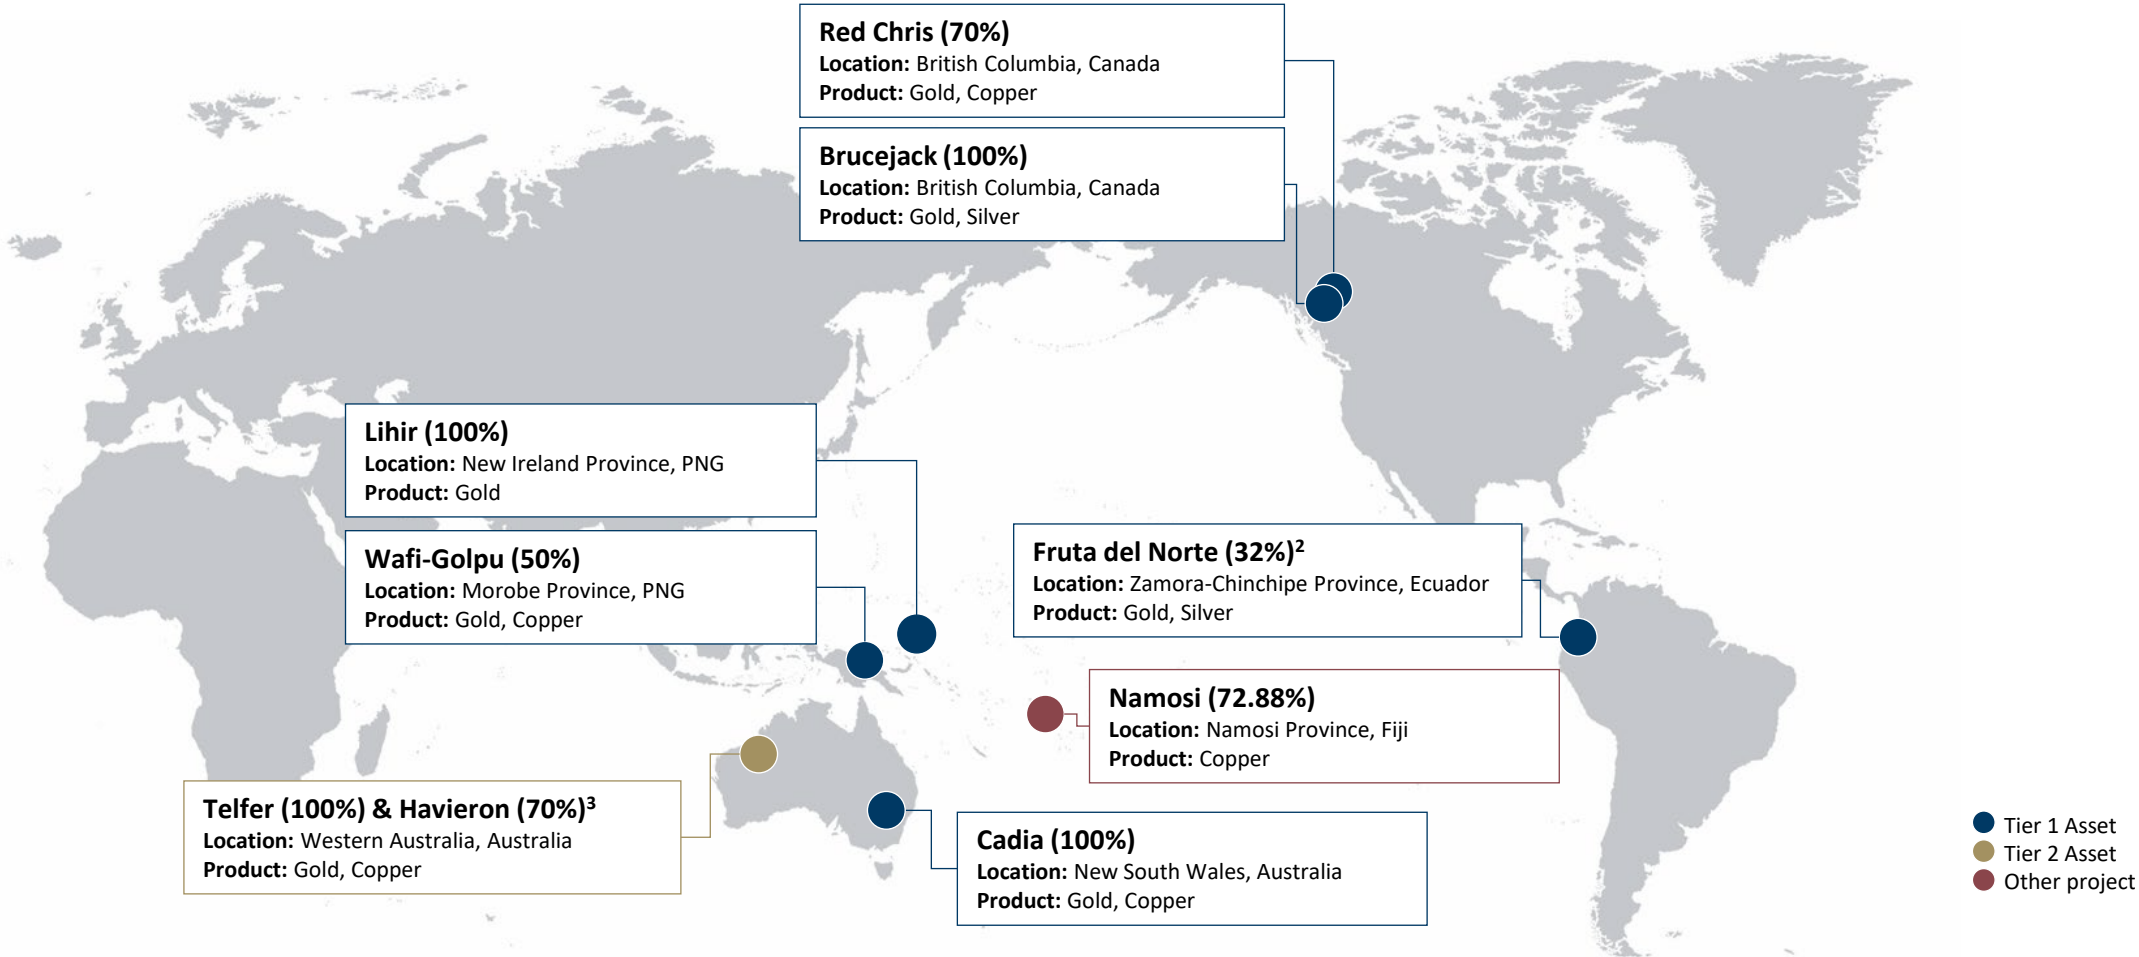 Red Chris (70%)
Location: British Columbia, Canada
Product: Gold, Copper
Brucejack (100%)
Location: British Columbia, Canada
Product: Gold, Silver
Lihir (100%)
Location: New Ireland Province, PNG
Product: Gold
Wafi-Golpu (50%)
Location: Morobe Province, PNG
Product: Gold, Copper
Fruta del Norte (32%)²
Location: Zamora-Chinchipe Province, Ecuador
Product: Gold, Silver
Namosi (72.88%)
Location: Namosi Province, Fiji
Product: Copper
Telfer (100%) & Havieron (70%)³
Location: Western Australia, Australia
Product: Gold, Copper
Cadia (100%)
Location: New South Wales, Australia
Product: Gold, Copper
Tier 1 Asset
Tier 2 Asset
Other project